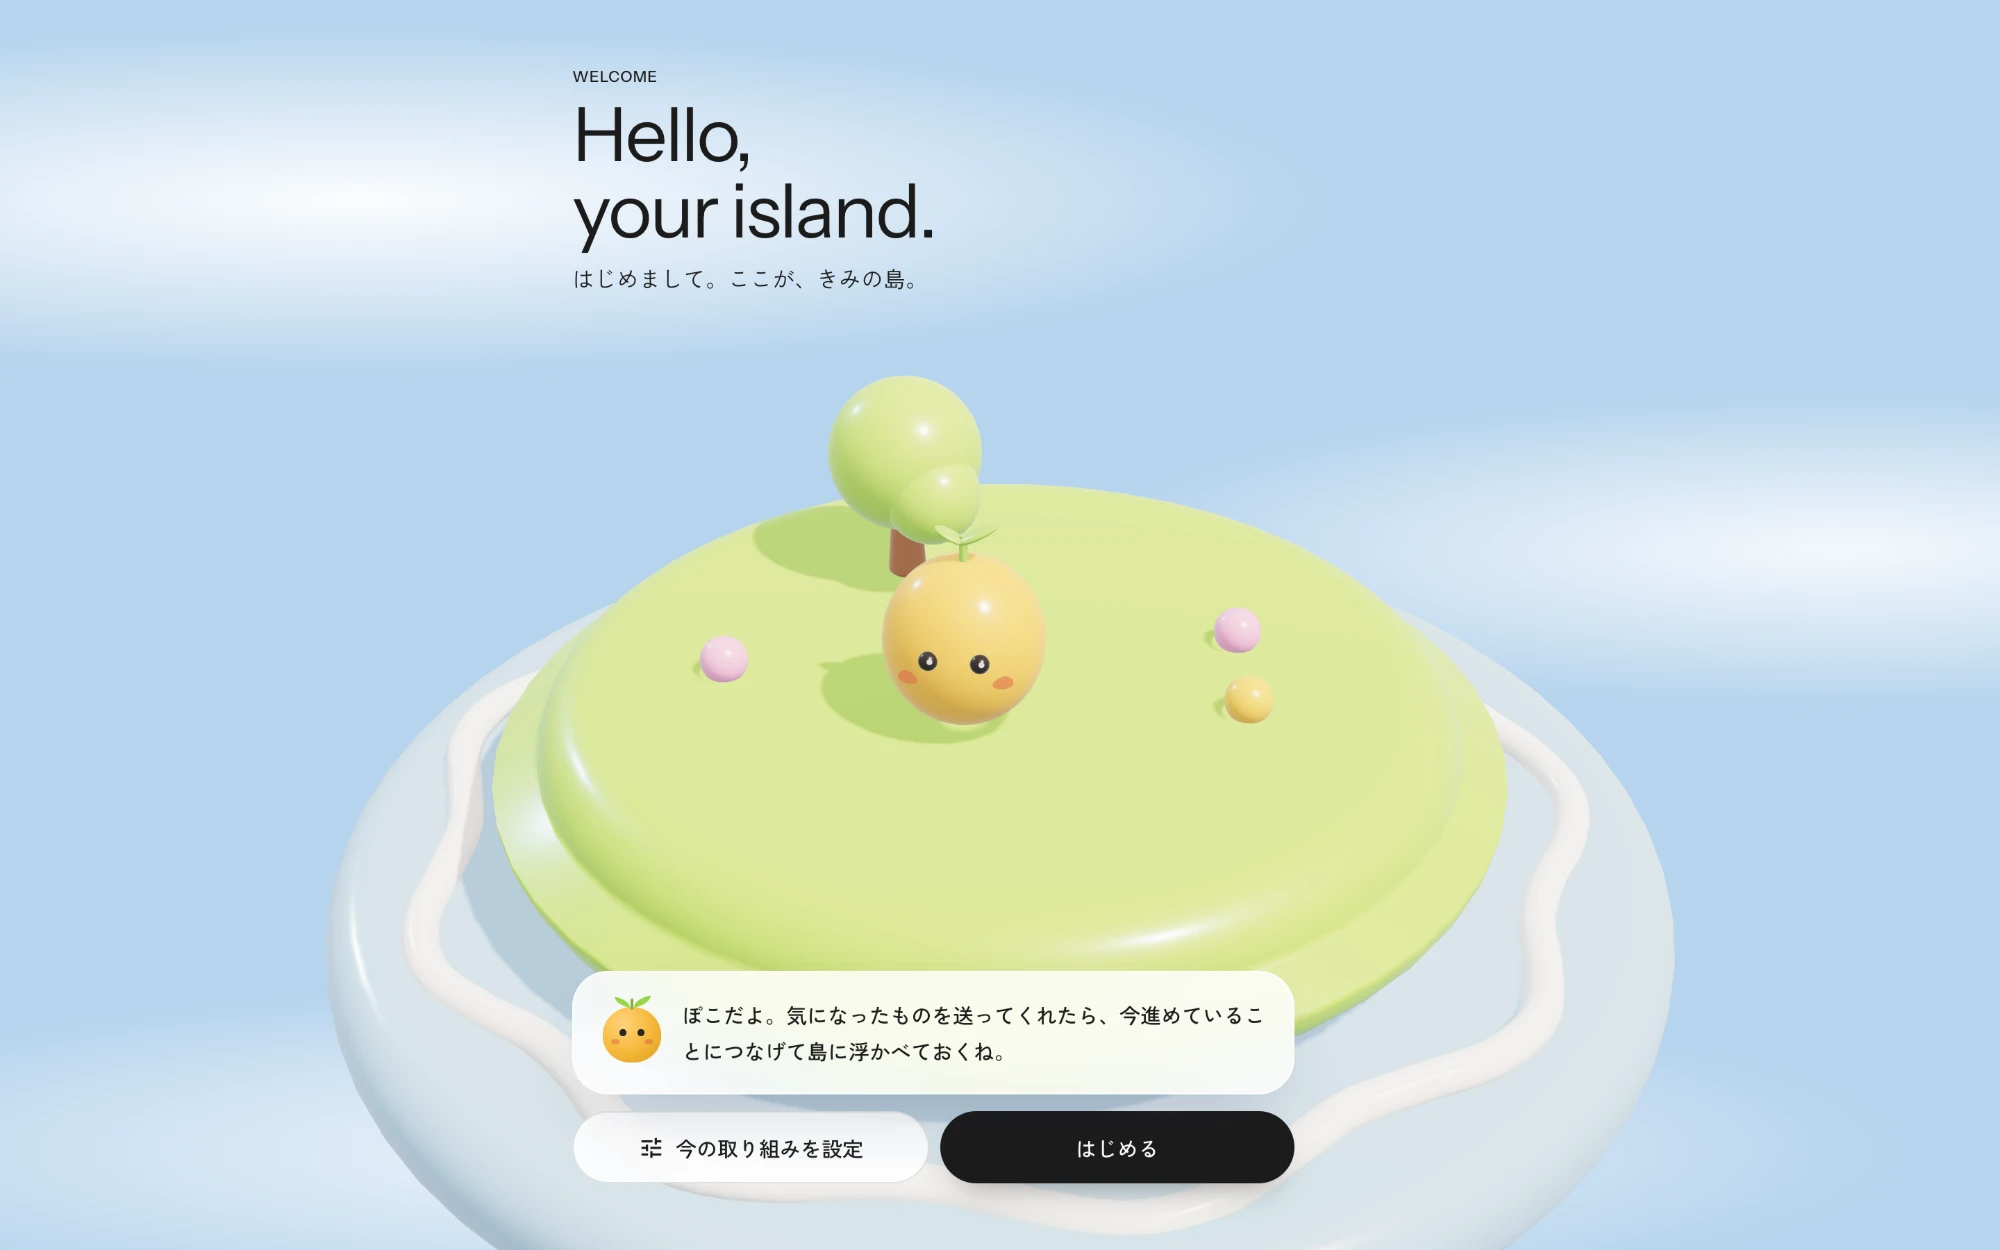 WELCOME
Hello,
your island.
はじめまして。ここが、きみの島。
ぽこだよ。気になったものを送ってくれたら、今進めているこ
とにつなげて島に浮かべておくね。
今の取り組みを設定
はじめる